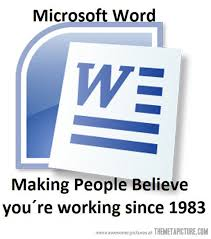 Microsoft Word
W
Making People Believe
you´re working since 1983
THEMETAPICTURE.COM